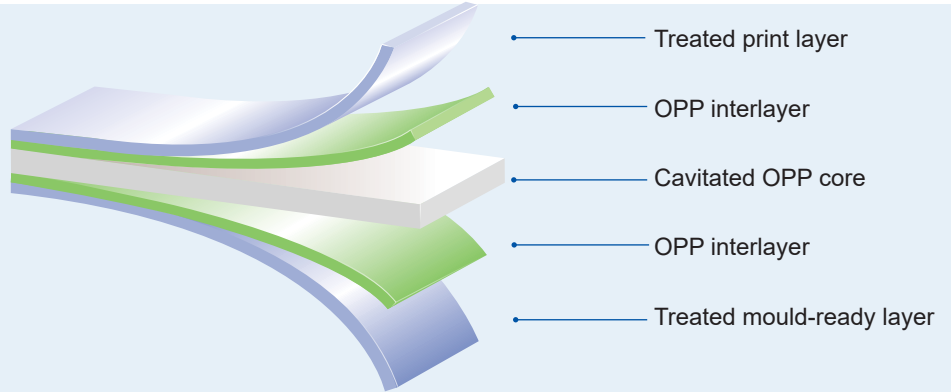 Treated print layer
OPP interlayer
Cavitated OPP core
OPP interlayer
Treated mould-ready layer